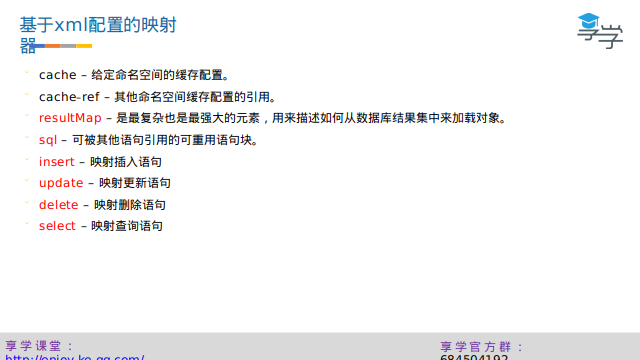 基于xml配置的映射
器
cache – 给定命名空间的缓存配置。
cache-ref – 其他命名空间缓存配置的引用。
resultMap – 是最复杂也是最强大的元素，用来描述如何从数据库结果集中来加载对象。
sql – 可被其他语句引用的可重用语句块。
insert – 映射插入语句
update – 映射更新语句
delete – 映射删除语句
select – 映射查询语句
享学课堂：
http://enjoy.ke.qq.com/
享学官方群：
684504192